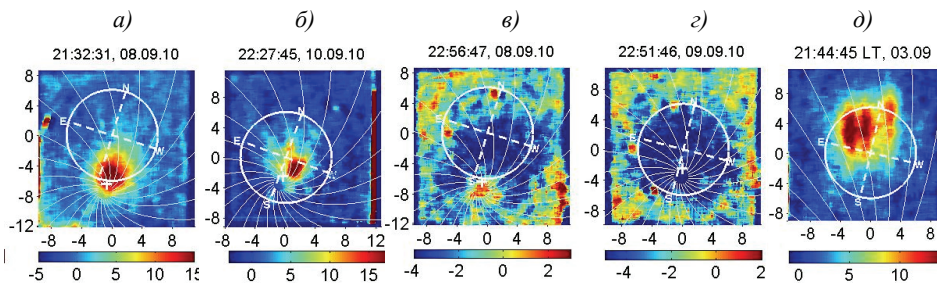 а) б) в) г) д)
21:32:31, 08.09.10 22:27:45, 10.09.10 22:56:47, 08.09.10 22:51:46, 09.09.10 21:44:45 LT, 03.09
8 8 8 8 8
4 4 4 4 4
0 0 0 0 0
-4 -4 -4 -4 -4
-8 -8 -8 -8 -8
-12 -12
N E W S
N S
N E W
N E W S
N E W S
-8 -4 0 4 8 -8 -4 0 4 8 12 -8 -4 0 4 8 -8 -4 0 4 8 -8 -4 0 4 8
-5 0 5 10 15 0 5 10 15 -4 -2 0 2 -4 -2 0 2 0 5 10